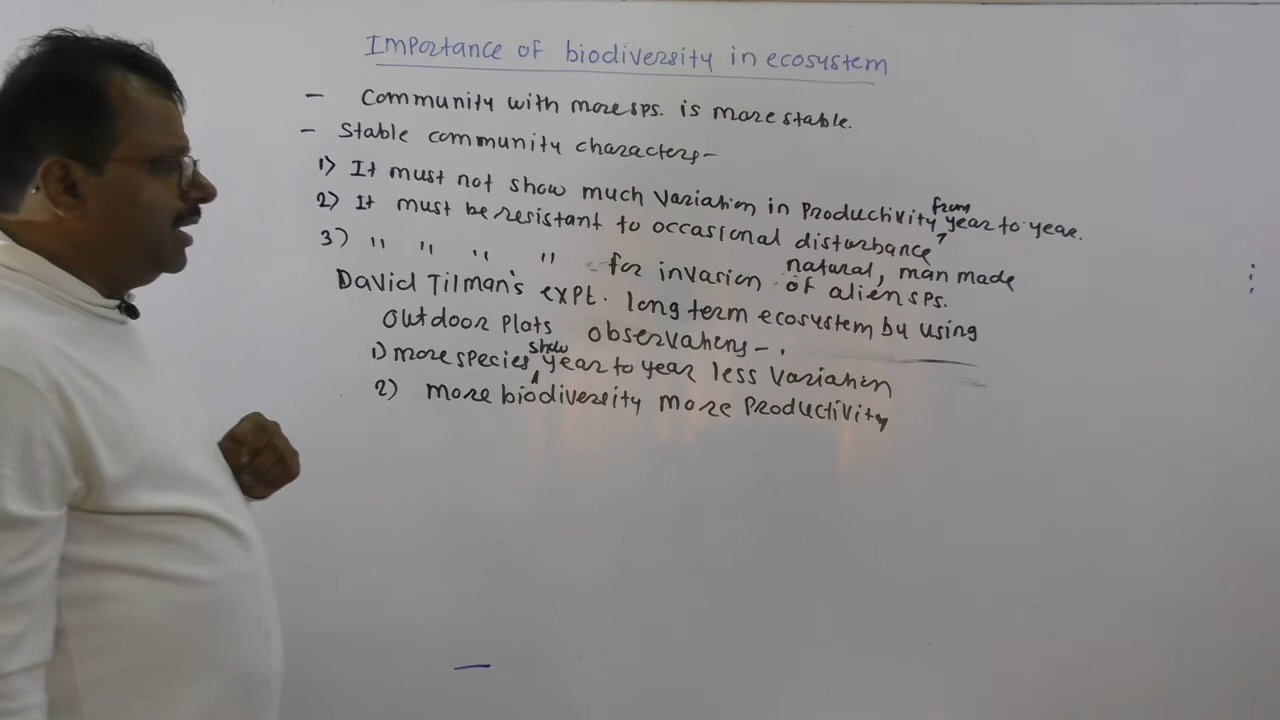 Importance of biodiversity in ecosystem
- Community with more sps. is more stable.
- Stable community characters-
1) It must not show much variation in Productivity from year to year.
2) It must be resistant to occasional disturbance, natural, man made
3) " " " " for invasion of alien sps.
David Tilman's expt. long term ecosystem by using
outdoor Plots observations -.
1) more species show year to year less variation
2) more biodiversity more Productivity